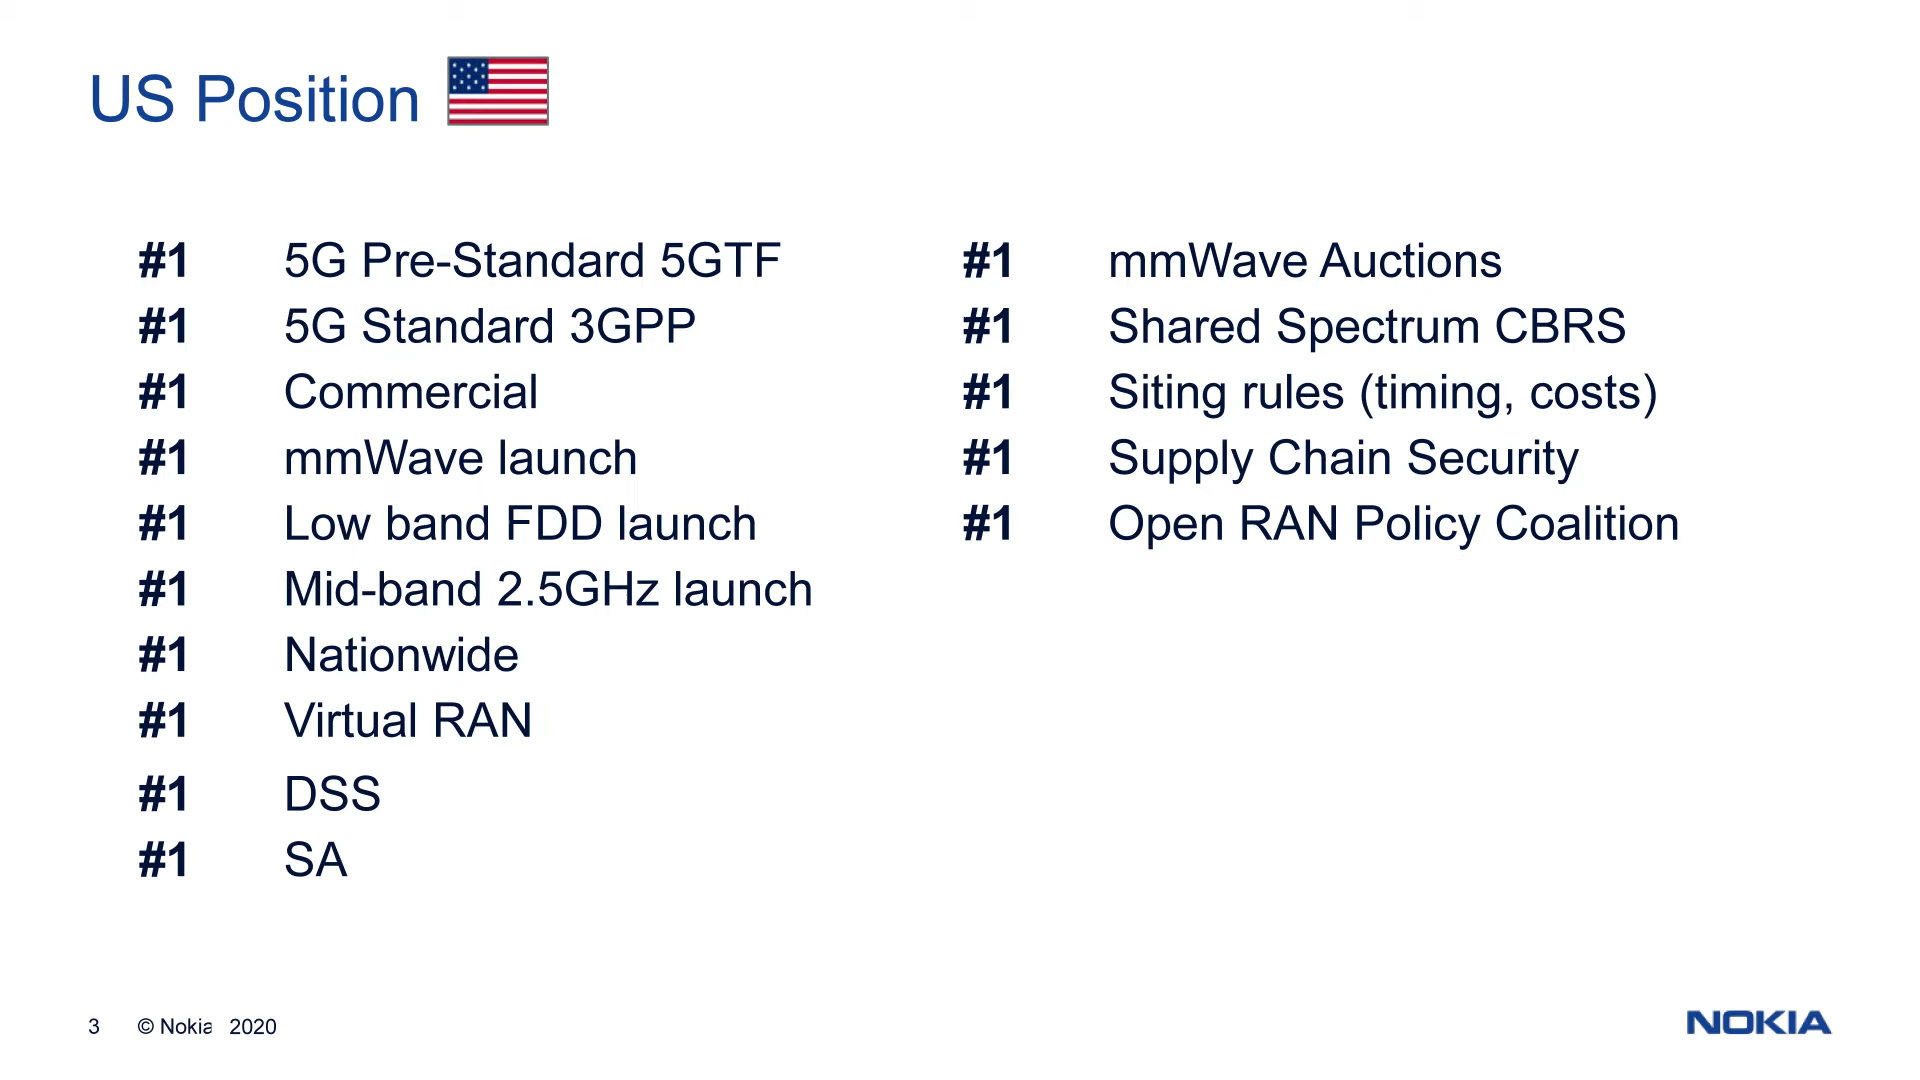 US Position
#1 5G Pre-Standard 5GTF
#1 5G Standard 3GPP
#1 Commercial
#1 mmWave launch
#1 Low band FDD launch
#1 Mid-band 2.5GHz launch
#1 Nationwide
#1 Virtual RAN
#1 DSS
#1 SA
#1 mmWave Auctions
#1 Shared Spectrum CBRS
#1 Siting rules (timing, costs)
#1 Supply Chain Security
#1 Open RAN Policy Coalition
3 © Nokia 2020
NOKIA